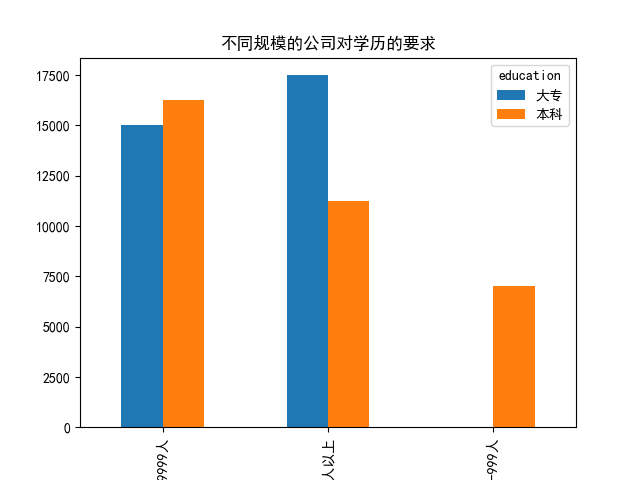 不同规模的公司对学历的要求
education
大专
本科
17500
15000
12500
10000
7500
5000
2500
0
9999人
人以上
-999人